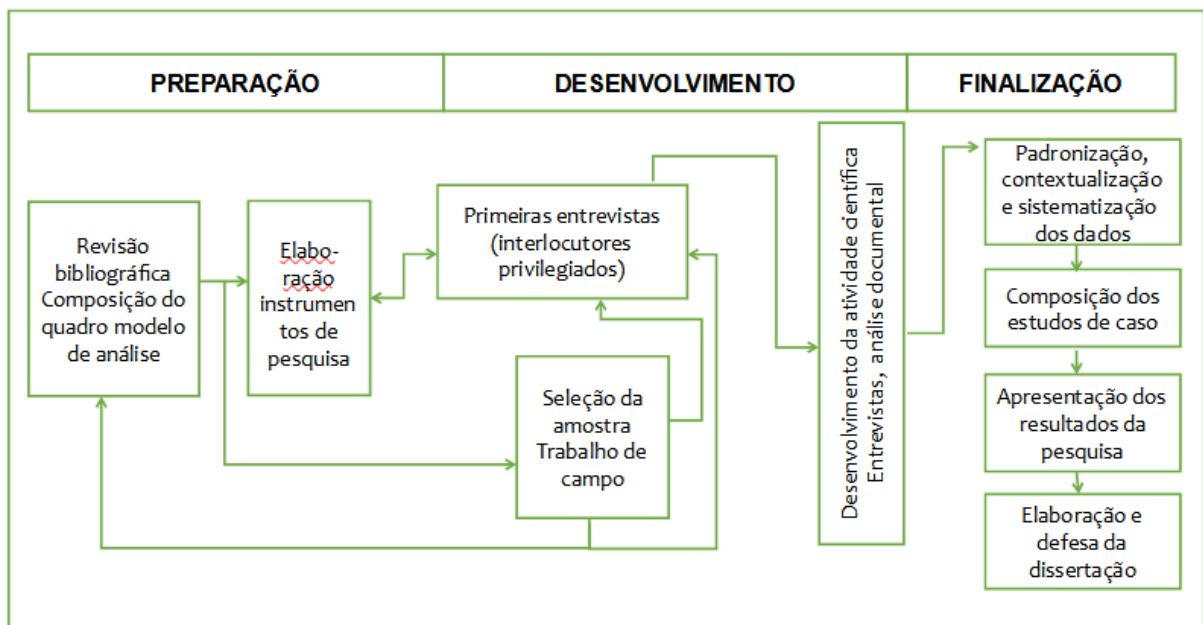 PREPARAÇÃO
DESENVOLVIMENTO
FINALIZAÇÃO
Revisão
bibliográfica
Composição do
quadro modelo
de análise
Elabo-
ração
instrumen
tos de
pesquisa
Primeiras entrevistas
(interlocutores
privilegiados)
Seleção da
amostra
Trabalho de
campo
Desenvolvimento da atividade científica
Entrevistas, análise documental
Padronização,
contextualização
e sistematização
dos dados
Composição dos
estudos de caso
Apresentação dos
resultados da
pesquisa
Elaboração e
defesa da
dissertação